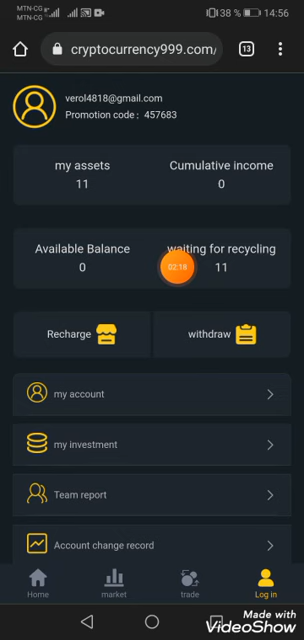 MTN-CG
MTN-CG
38 % 14:56
cryptocurrency999.com/
13
verol4818@gmail.com
Promotion code： 457683
my assets Cumulative income
11 0
Available Balance waiting for recycling
0 11
02:18
Recharge withdraw
my account
my investment
Team report
Account change record
Home market trade Log in
Made with
VideoShow